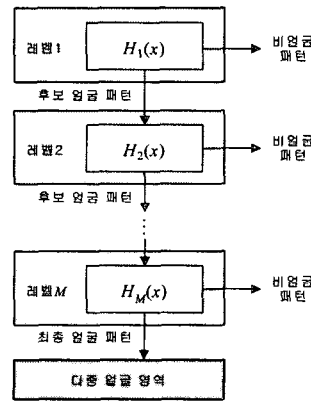 레벨1
H₁(x)
비얼굴
패턴
후보 얼굴 패턴
레벨2
H₂(x)
비얼굴
패턴
후보 얼굴 패턴
레벨M
H_M(x)
비얼굴
패턴
최종 얼굴 패턴
다중 얼굴 영역